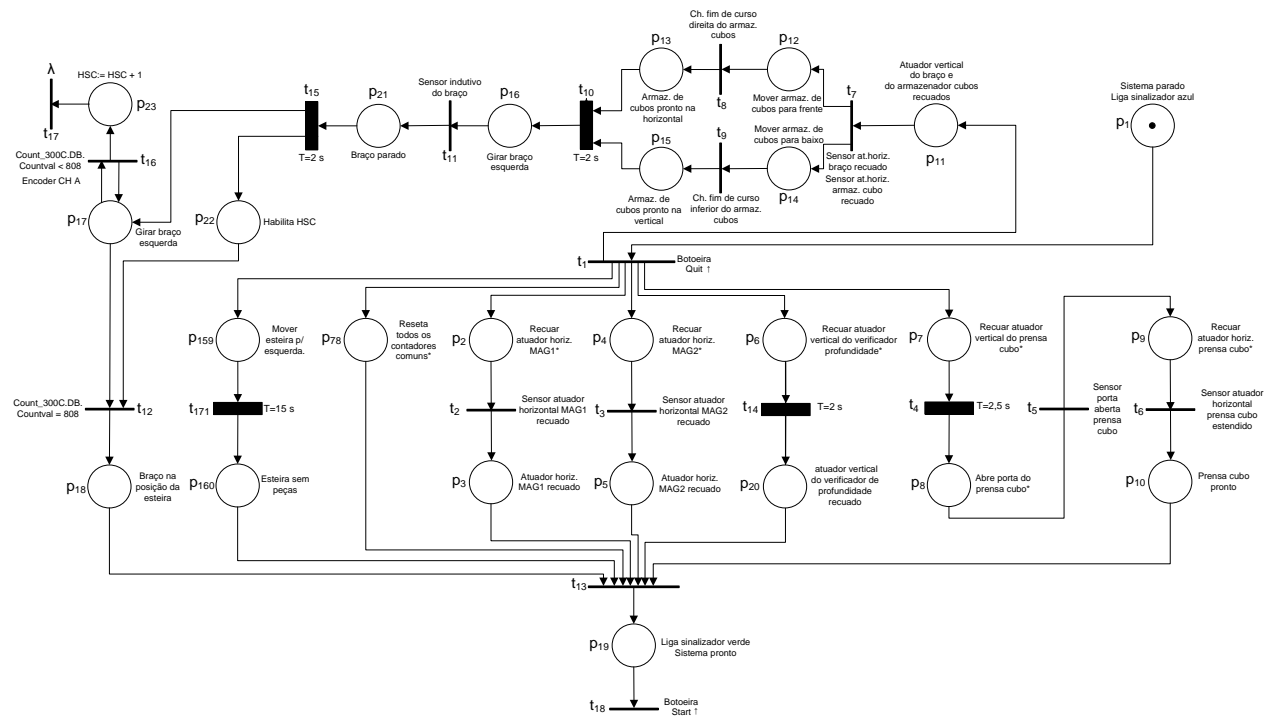 Ch. fim de curso
direita do armaz.
cubos
p13
p12
Atuador vertical
do braço e
do armazenador cubos
recuados
Sistema parado
Liga sinalizador azul
p1
λ
HSC:= HSC + 1
p23
t17
t15
p21
Sensor indutivo
do braço
p16
t10
Armaz. de
cubos pronto na
horizontal
t8
Mover armaz. de
cubos para frente
t7
Mover armaz. de
cubos para baixo
p15
t9
T=2 s
Braço parado
t11
Girar braço
esquerda
T=2 s
p11
Sensor at.horiz.
braço recuado
Sensor at.horiz.
armaz. cubo
recuado
Count_300C.DB.
Countval < 808
t16
Encoder CH A
Armaz. de
cubos pronto na
vertical
Ch. fim de curso
inferior do armaz.
cubos
p14
p17
Girar braço
esquerda
p22
Habilita HSC
t1
Botoeira
Quit ↑
p159
Mover
esteira p/
esquerda.
p78
Reseta
todos os
contadores
comuns*
p2
Recuar
atuador horiz.
MAG1*
p4
Recuar
atuador horiz.
MAG2*
p6
Recuar atuador
vertical do verificador
profundidade*
p7
Recuar atuador
vertical do prensa
cubo*
p9
Recuar
atuador horiz.
prensa cubo*
Count_300C.DB.
Countval = 808
t12
t171
T=15 s
t2
Sensor atuador
horizontal MAG1
recuado
t3
Sensor atuador
horizontal MAG2
recuado
t14
T=2 s
t4
T=2,5 s
t5
Sensor
porta
aberta
prensa
cubo
t6
Sensor atuador
horizontal
prensa cubo
estendido
p18
Braço na
posição da
esteira
p160
Esteira sem
peças
p3
Atuador horiz.
MAG1 recuado
p5
Atuador horiz.
MAG2 recuado
p20
atuador vertical
do verificador de
profundidade
recuado
p8
Abre porta do
prensa cubo*
p10
Prensa cubo
pronto
t13
p19
Liga sinalizador verde
Sistema pronto
t18
Botoeira
Start ↑